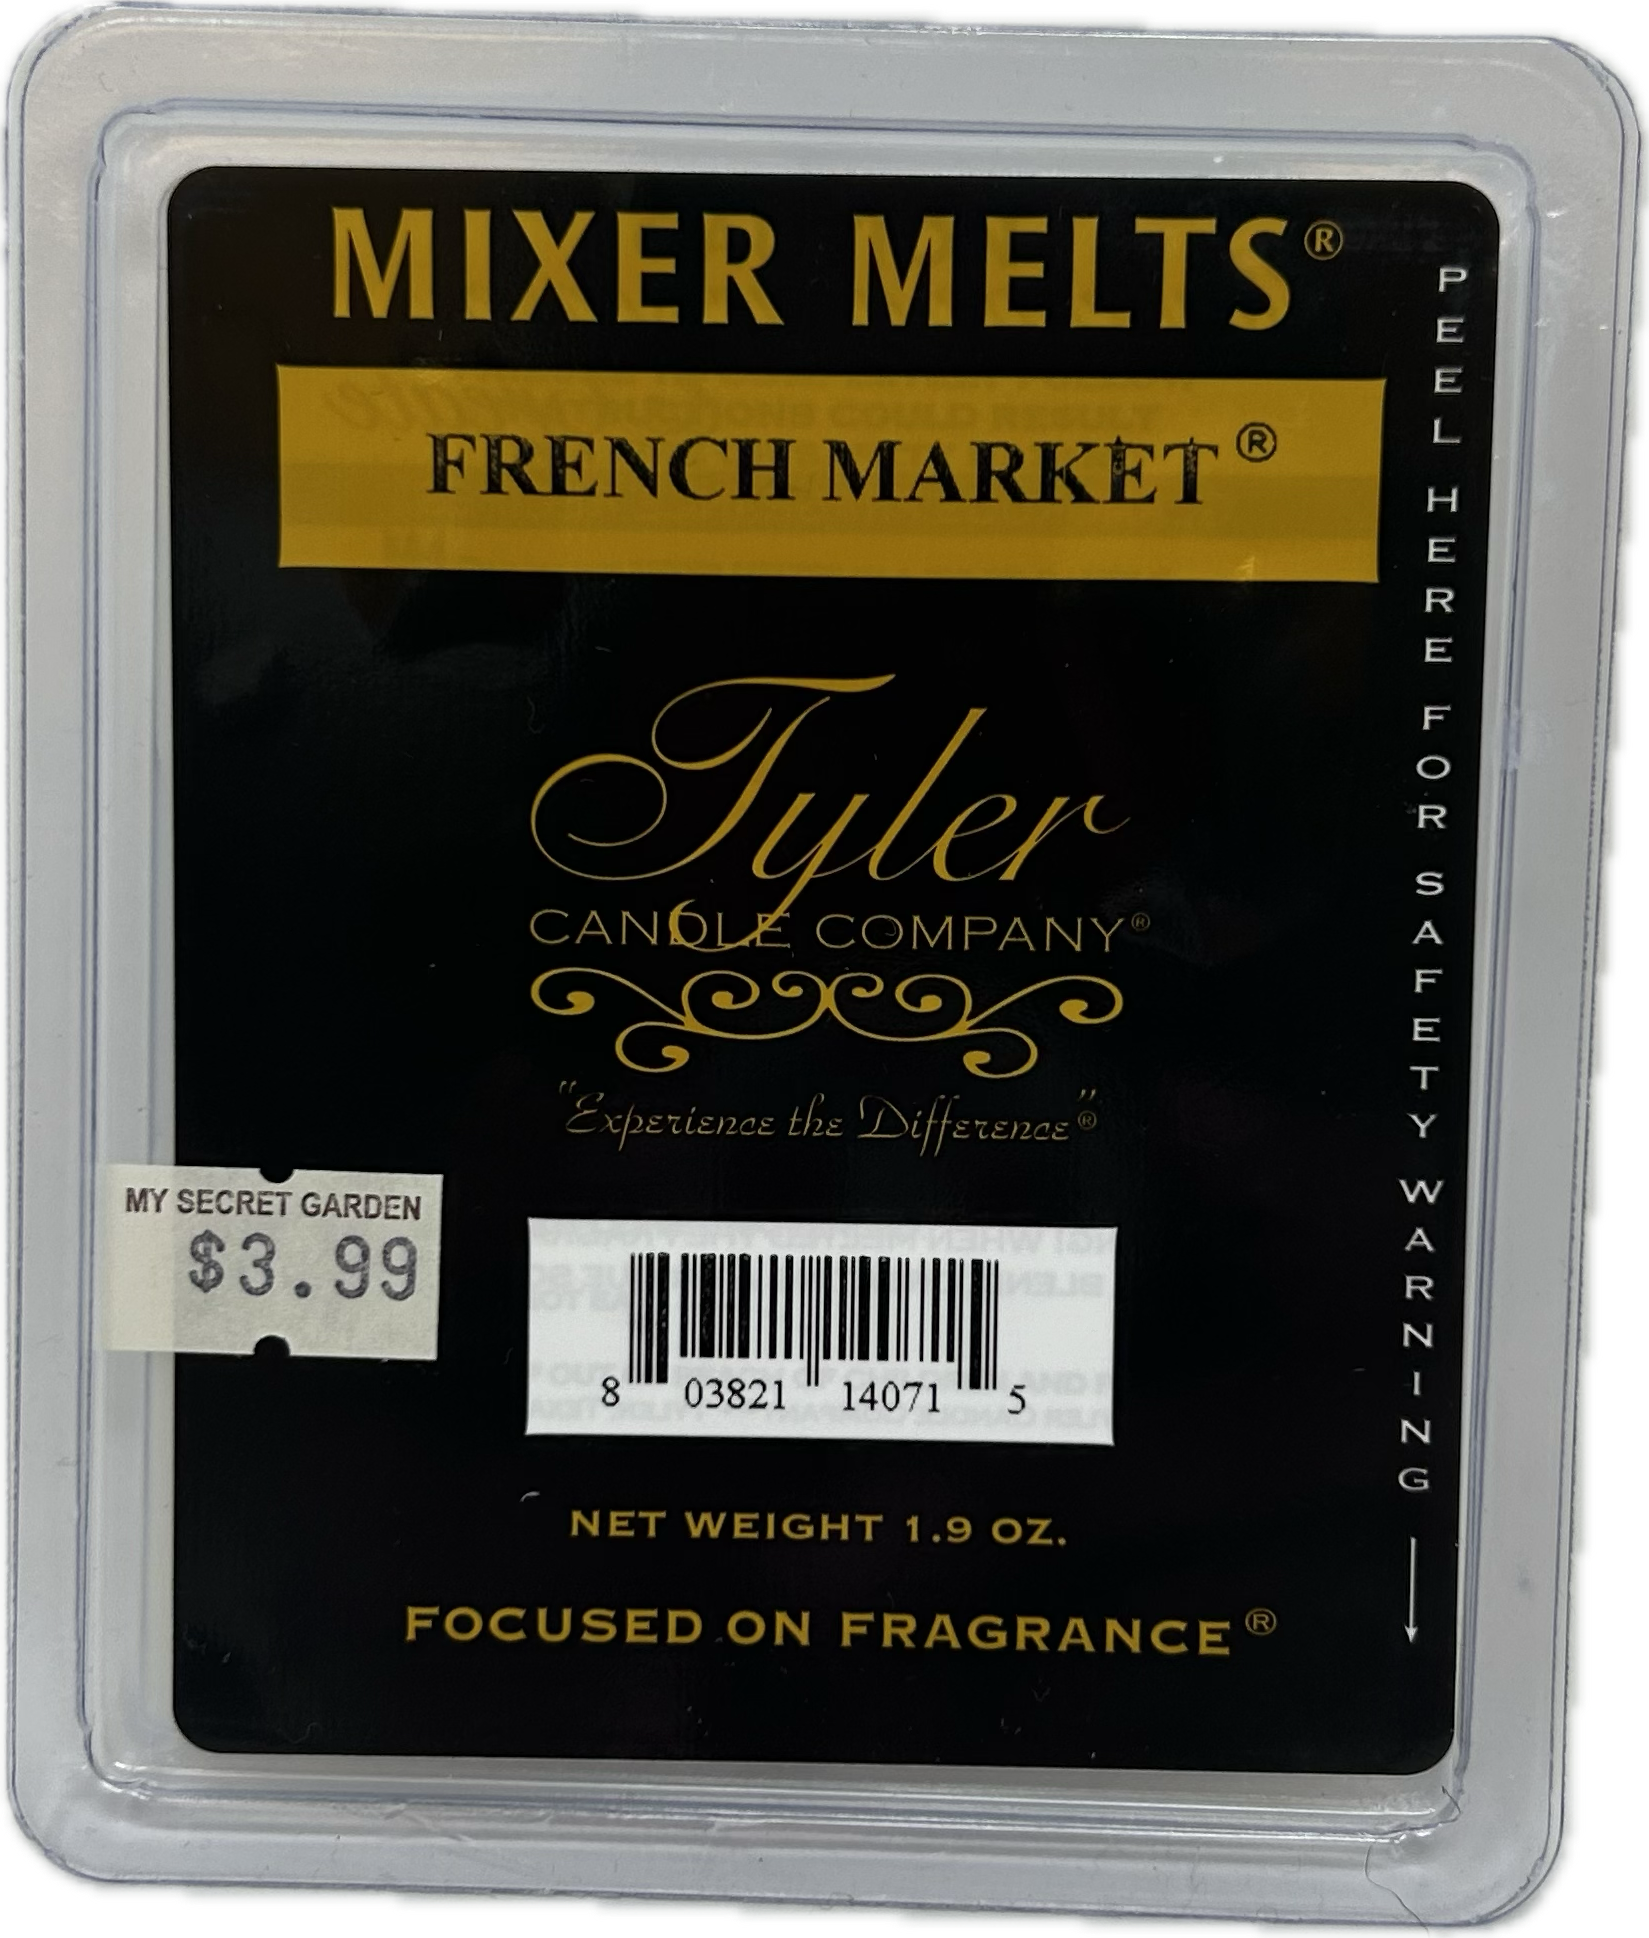 MIXER MELTS®
FRENCH MARKET®
Tyler
CANDLE COMPANY®
"Experience the Difference"®
MY SECRET GARDEN
$3.99
8 03821 14071 5
NET WEIGHT 1.9 OZ.
FOCUSED ON FRAGRANCE®
PEEL HERE FOR SAFETY WARNING